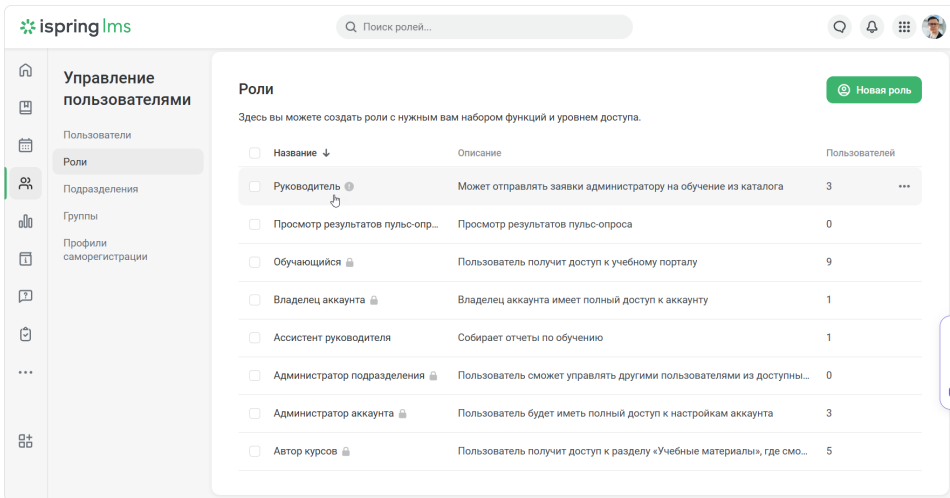 ispring lms
Поиск ролей...
Управление
пользователями
Пользователи
Роли
Подразделения
Группы
Профили
саморегистрации
Роли
Новая роль
Здесь вы можете создать роли с нужным вам набором функций и уровнем доступа.
Название ↓ Описание Пользователей
Руководитель Может отправлять заявки администратору на обучение из каталога 3
Просмотр результатов пульс-опр... Просмотр результатов пульс-опроса 0
Обучающийся Пользователь получит доступ к учебному порталу 9
Владелец аккаунта Владелец аккаунта имеет полный доступ к аккаунту 1
Ассистент руководителя Собирает отчеты по обучению 1
Администратор подразделения Пользователь сможет управлять другими пользователями из доступны... 0
Администратор аккаунта Пользователь будет иметь полный доступ к настройкам аккаунта 3
Автор курсов Пользователь получит доступ к разделу «Учебные материалы», где смо... 5